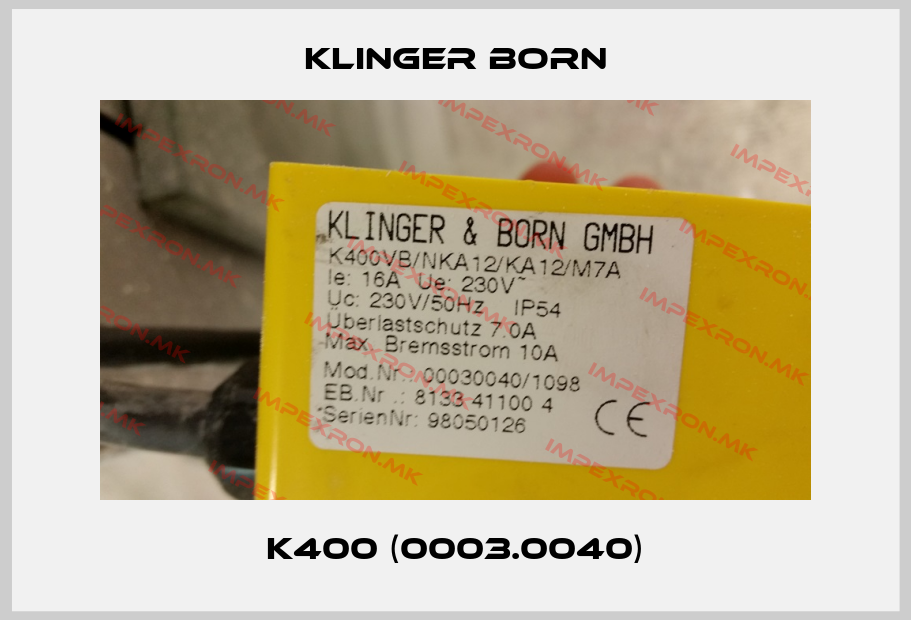 KLINGER BORN
KLINGER & BORN GMBH
K400VB/NKA12/KA12/M7A
Ie: 16A Ue: 230V~
Uc: 230V/50Hz IP54
Überlastschutz 7.0A
Max. Bremsstrom 10A
Mod.Nr.: 00030040/1098
EB.Nr .: 8133 41100 4
SerienNr: 98050126
CE
IMPEXRON.MK
K400 (0003.0040)